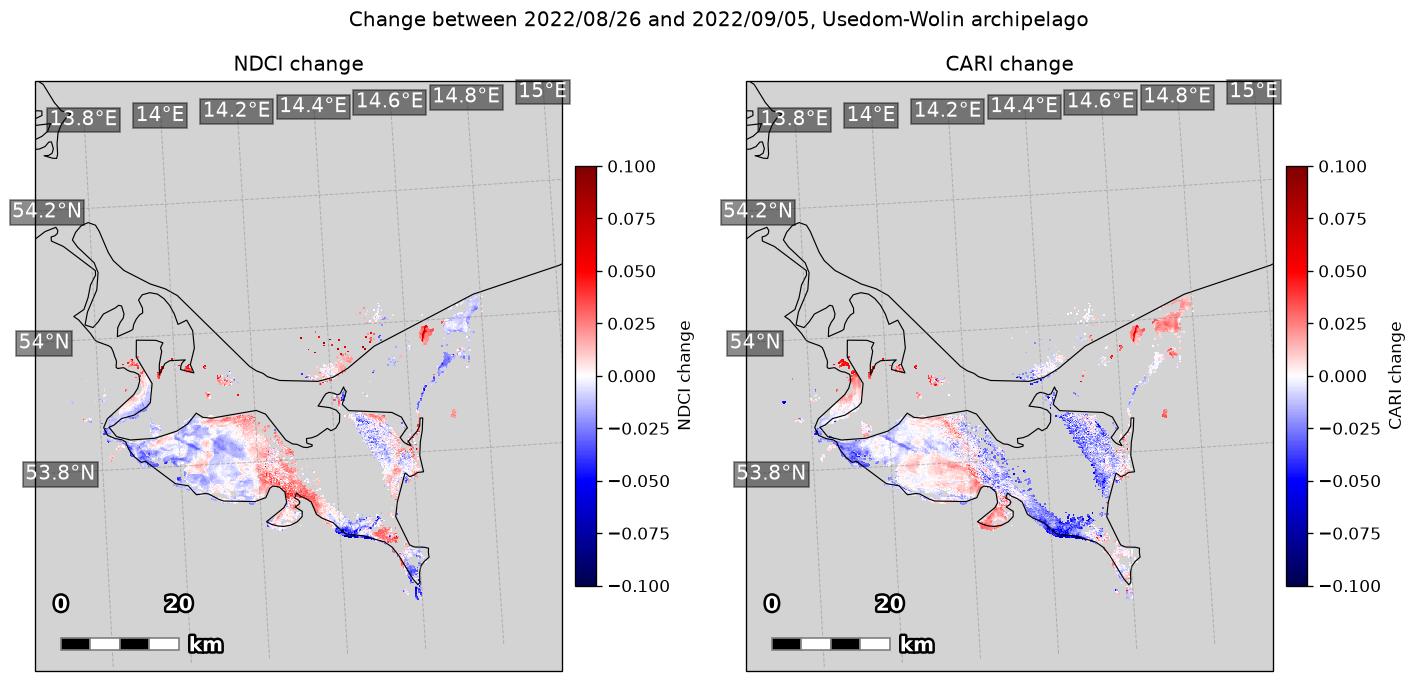 Change between 2022/08/26 and 2022/09/05, Usedom-Wolin archipelago
NDCI change
13.8°E 14°E 14.2°E 14.4°E 14.6°E 14.8°E 15°E
54.2°N
54°N
53.8°N
0 20
km
0.100
0.075
0.050
0.025
0.000
−0.025
−0.050
−0.075
−0.100
NDCI change
CARI change
13.8°E 14°E 14.2°E 14.4°E 14.6°E 14.8°E 15°E
54.2°N
54°N
53.8°N
0 20
km
0.100
0.075
0.050
0.025
0.000
−0.025
−0.050
−0.075
−0.100
CARI change